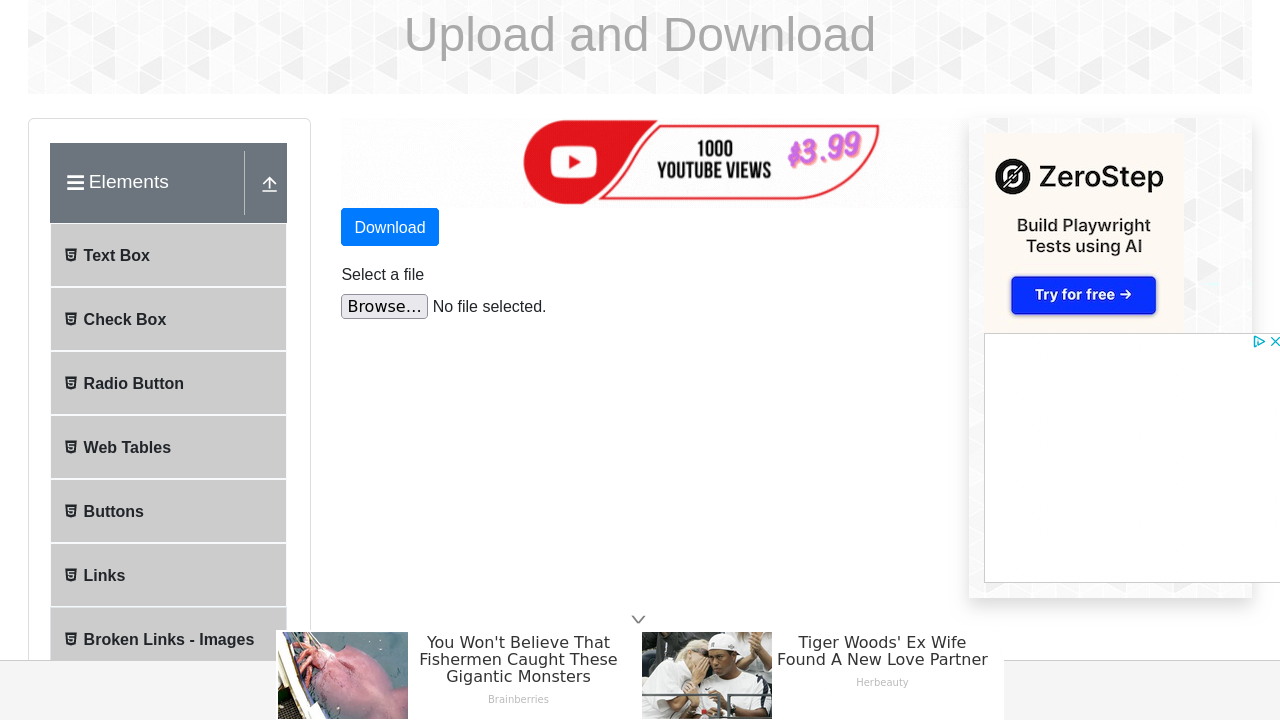 Upload and Download
Elements
Text Box
Check Box
Radio Button
Web Tables
Buttons
Links
Broken Links - Images
1000
YOUTUBE VIEWS
$3.99
Download
Select a file
Browse...
No file selected.
ZeroStep
Build Playwright
Tests using AI
Try for free →
You Won't Believe That
Fishermen Caught These
Gigantic Monsters
Brainberries
Tiger Woods' Ex Wife
Found A New Love Partner
Herbeauty